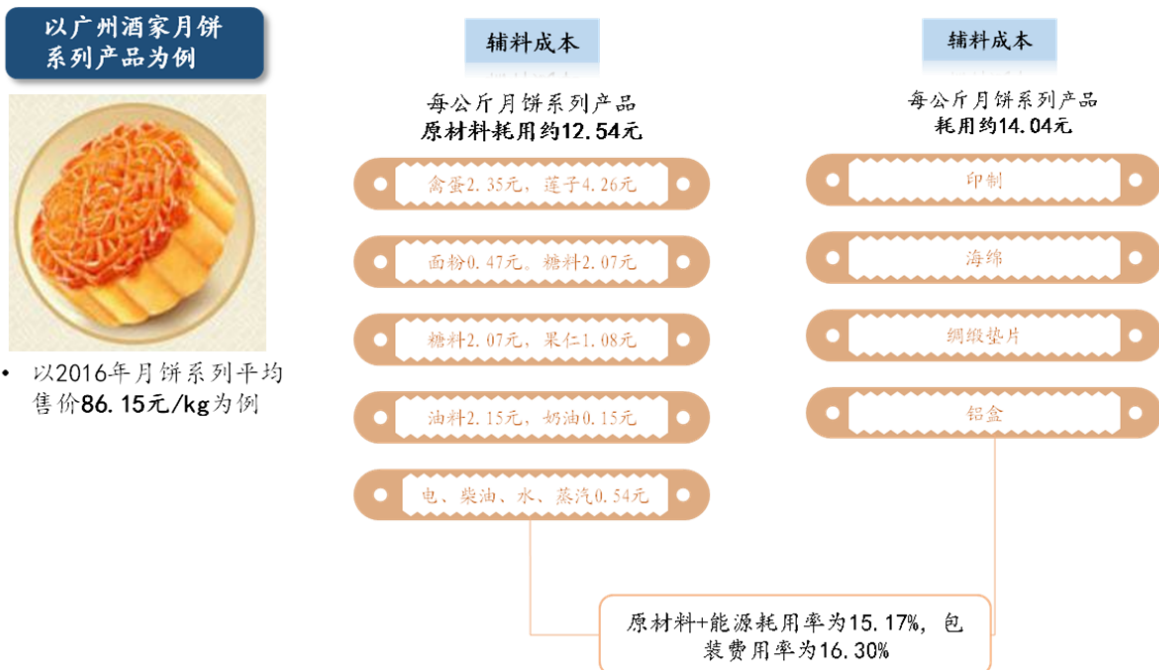 以广州酒家月饼
系列产品为例
• 以2016年月饼系列平均
售价86.15元/kg为例
辅料成本
每公斤月饼系列产品
原材料耗用约12.54元
禽蛋2.35元，莲子4.26元
面粉0.47元。糖料2.07元
糖料2.07元，果仁1.08元
油料2.15元，奶油0.15元
电、柴油、水、蒸汽0.54元
辅料成本
每公斤月饼系列产品
耗用约14.04元
印制
海绵
绸缎垫片
铝盒
原材料+能源耗用率为15.17%，包
装费用率为16.30%